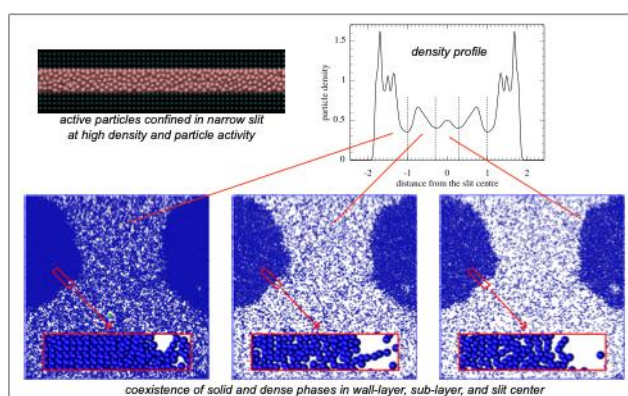 density profile
active particles confined in narrow slit
at high density and particle activity
particle density
1.5
1
0.5
0
-2
-1
0
1
2
distance from the slit centre
coexistence of solid and dense phases in wall-layer, sub-layer, and slit center